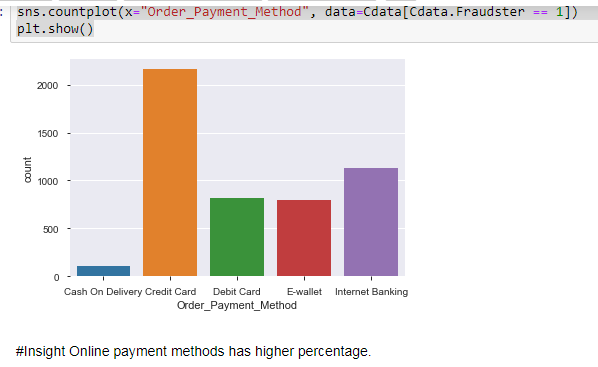 : sns.countplot(x="Order_Payment_Method", data=Cdata[Cdata.Fraudster == 1])
plt.show()
2000
1500
1000
500
0
count
Cash On Delivery Credit Card Debit Card E-wallet Internet Banking
Order_Payment_Method
#Insight Online payment methods has higher percentage.